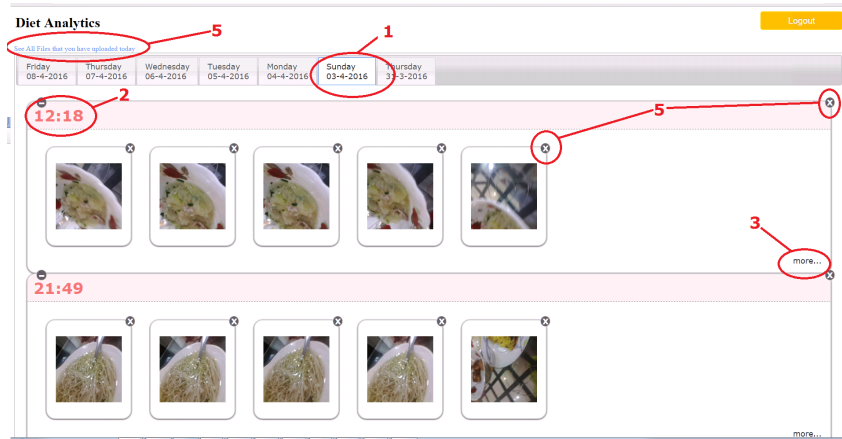 Diet Analytics
Logout
5
1
See All Files that you have uploaded today
Friday Thursday Wednesday Tuesday Monday Sunday Thursday
08-4-2016 07-4-2016 06-4-2016 05-4-2016 04-4-2016 03-4-2016 31-3-2016
2
5
12:18
3
more...
21:49
more...